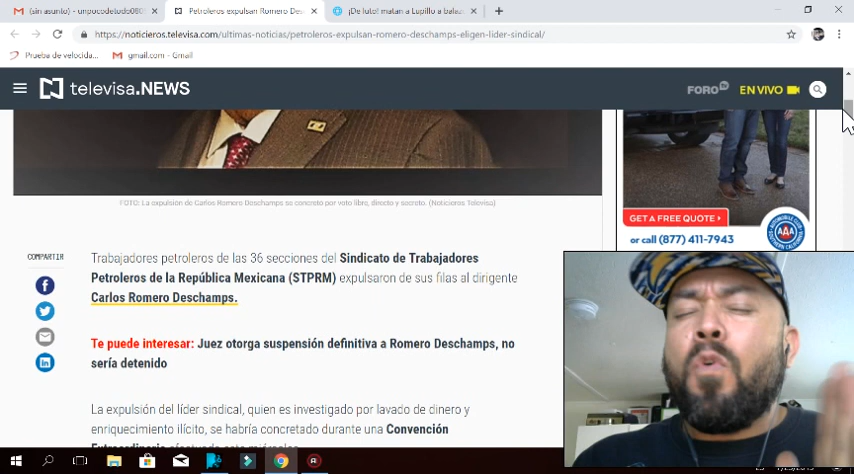 (sin asunto) - unpocodetodo080
Petroleros expulsan Romero Des
¡De luto! matan a Lupillo a balaz
https://noticieros.televisa.com/ultimas-noticias/petroleros-expulsan-romero-deschamps-eligen-lider-sindical/
Prueba de velocida...
gmail.com - Gmail
televisa.NEWS
FORO
EN VIVO
FOTO: La expulsión de Carlos Romero Deschamps se concreto por voto libre, directo y secreto. (Noticieros Televisa)
GET A FREE QUOTE
or call (877) 411-7943
AAA
COMPARTIR
Trabajadores petroleros de las 36 secciones del Sindicato de Trabajadores
Petroleros de la República Mexicana (STPRM) expulsaron de sus filas al dirigente
Carlos Romero Deschamps.
Te puede interesar: Juez otorga suspensión definitiva a Romero Deschamps, no
sería detenido
La expulsión del líder sindical, quien es investigado por lavado de dinero y
enriquecimiento ilícito, se habría concretado durante una Convención